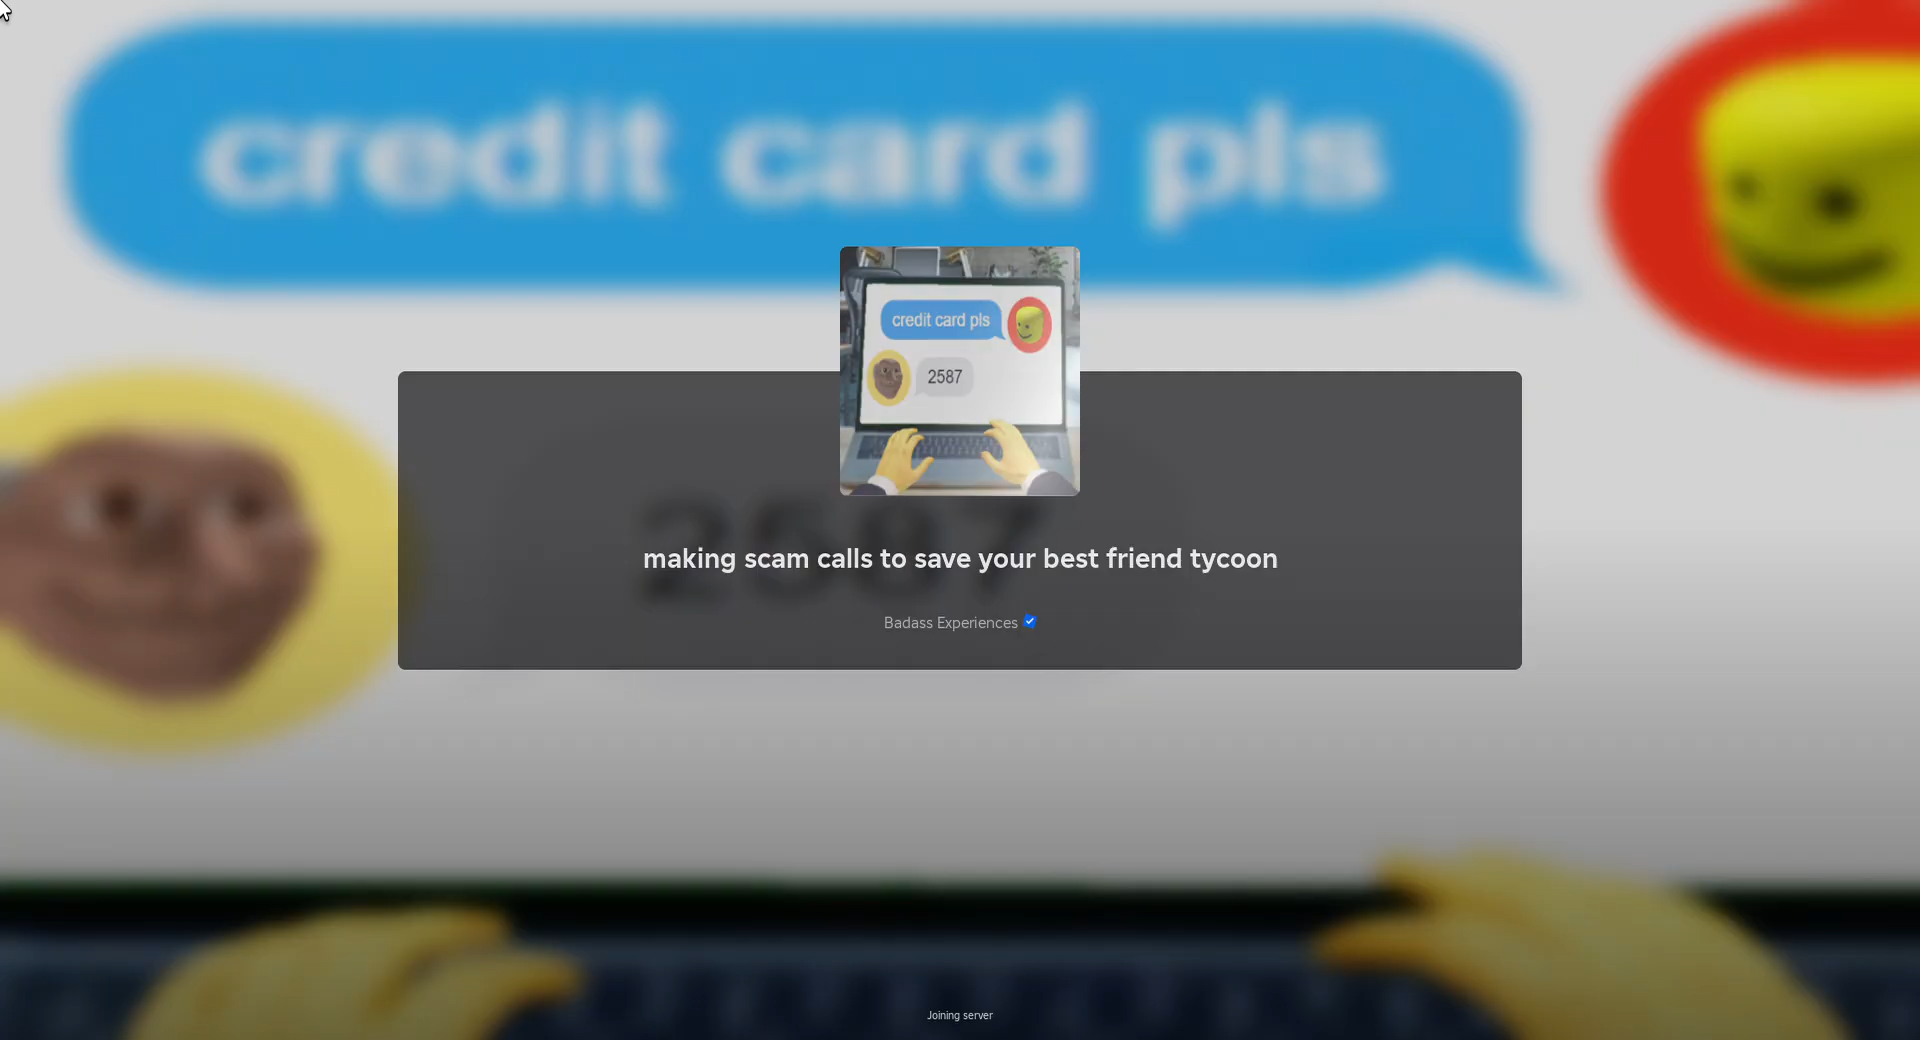 credit card pls
credit card pls
2587
2587
making scam calls to save your best friend tycoon
Badass Experiences
Joining server